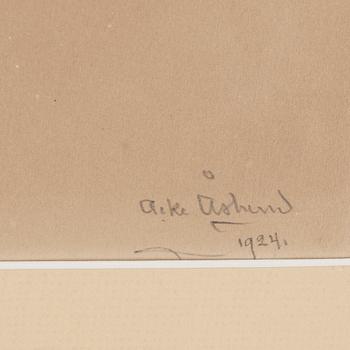 Acke Åslund
1924.